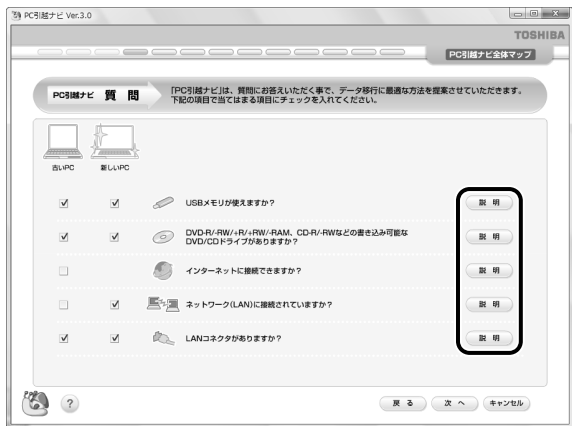 PC引越ナビ Ver.3.0
TOSHIBA
PC引越ナビ全体マップ
PC引越ナビ 質 問
「PC引越ナビ」は、質問にお答えいただく事で、データ移行に最適な方法を提案させていただきます。
下記の項目で当てはまる項目にチェックを入れてください。
古いPC 新しいPC
USBメモリが使えますか? 説 明
DVD-R/-RW/+R/+RW/-RAM、CD-R/-RWなどの書き込み可能な
DVD/CDドライブがありますか? 説 明
インターネットに接続できますか? 説 明
ネットワーク(LAN)に接続されていますか? 説 明
LANコネクタがありますか? 説 明
?
戻 る 次 へ キャンセル